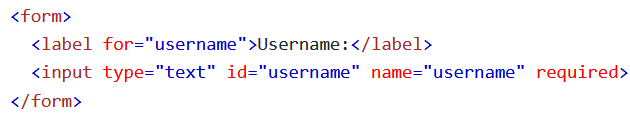 <form>
<label for="username">Username:</label>
<input type="text" id="username" name="username" required>
</form>